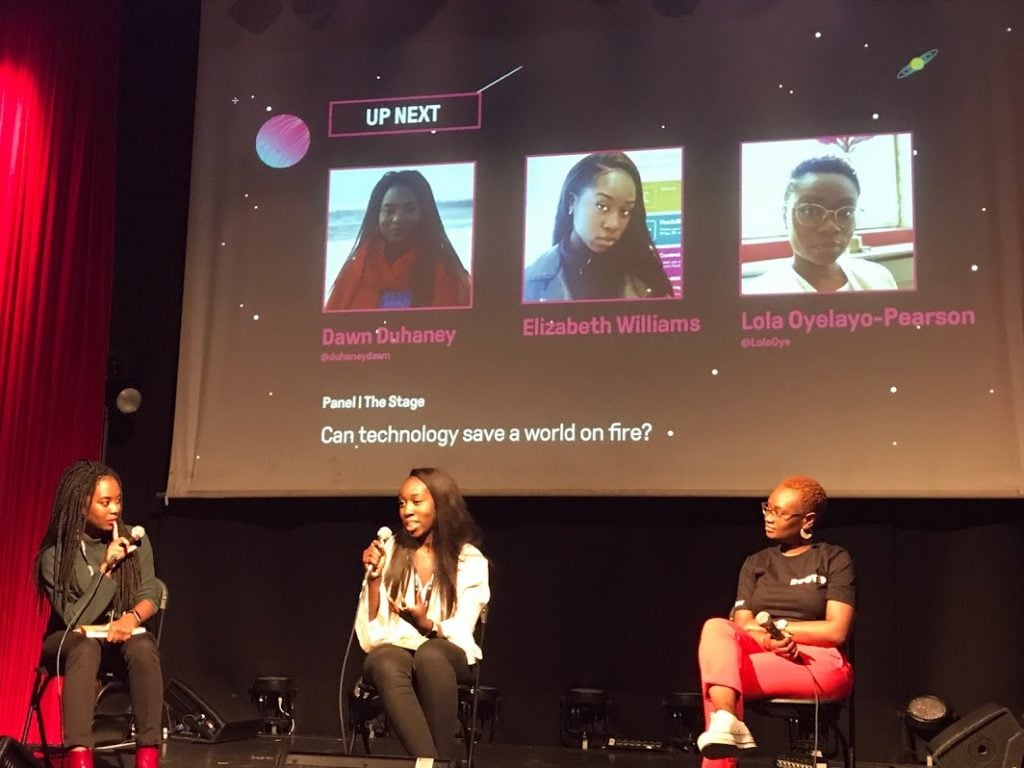 UP NEXT
Dawn Duhaney
@duhaneydawn
Elizabeth Williams
Lola Oyelayo-Pearson
@LolaOye
Panel | The Stage
Can technology save a world on fire?